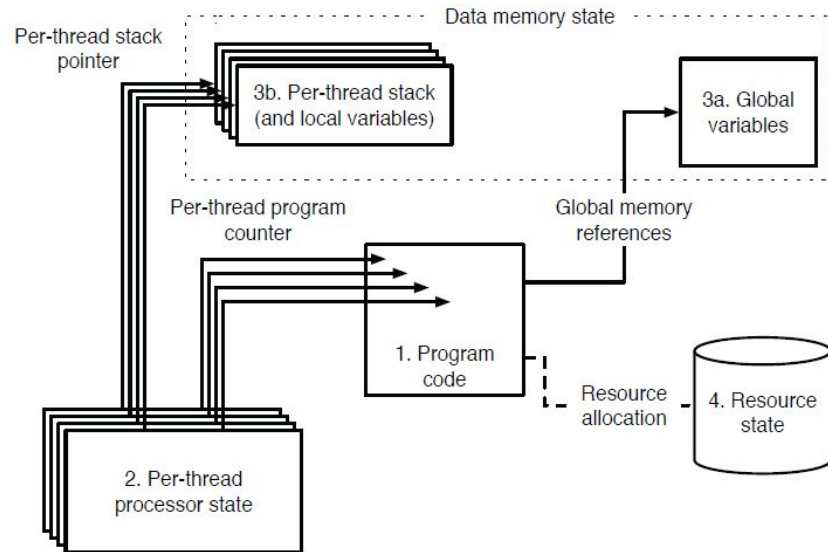 Data memory state
Per-thread stack
pointer
3b. Per-thread stack
(and local variables)
3a. Global
variables
Per-thread program
counter
Global memory
references
1. Program
code
Resource
allocation
4. Resource
state
2. Per-thread
processor state